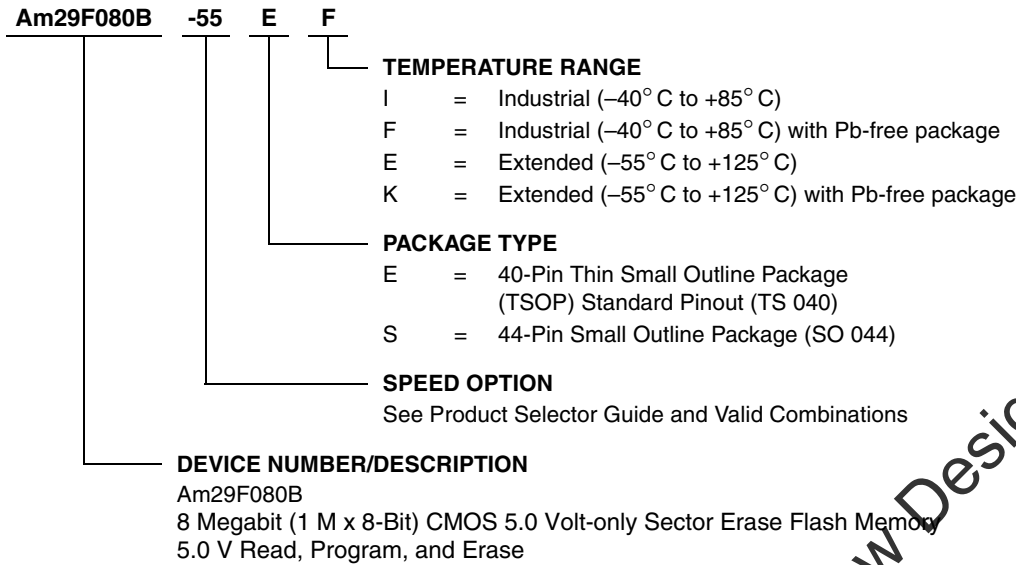 Am29F080B -55 E F
TEMPERATURE RANGE
I = Industrial (–40° C to +85° C)
F = Industrial (–40° C to +85° C) with Pb-free package
E = Extended (–55° C to +125° C)
K = Extended (–55° C to +125° C) with Pb-free package
PACKAGE TYPE
E = 40-Pin Thin Small Outline Package
(TSOP) Standard Pinout (TS 040)
S = 44-Pin Small Outline Package (SO 044)
SPEED OPTION
See Product Selector Guide and Valid Combinations
DEVICE NUMBER/DESCRIPTION
Am29F080B
8 Megabit (1 M x 8-Bit) CMOS 5.0 Volt-only Sector Erase Flash Memory
5.0 V Read, Program, and Erase